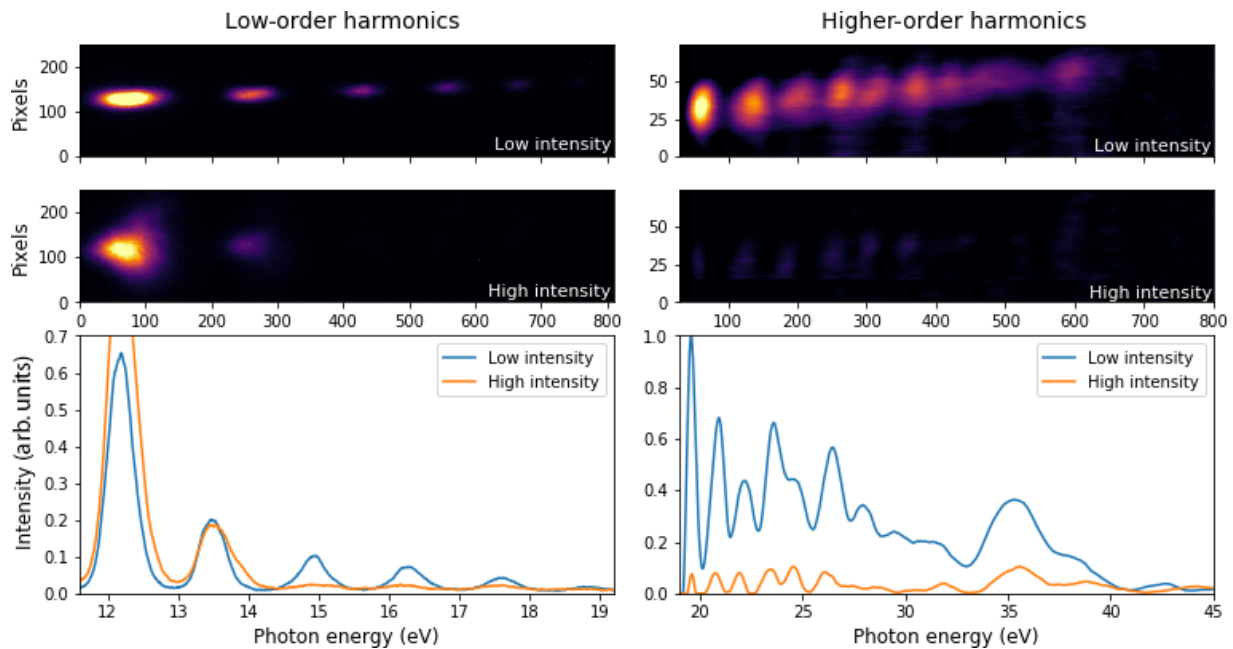 Low-order harmonics
Higher-order harmonics
Pixels
200
100
0
Low intensity
50
25
0
Low intensity
Pixels
200
100
0
High intensity
0 100 200 300 400 500 600 700 800
50
25
0
High intensity
100 200 300 400 500 600 700 800
Intensity (arb. units)
0.7
0.6
0.5
0.4
0.3
0.2
0.1
0.0
Low intensity
High intensity
12 13 14 15 16 17 18 19
Photon energy (eV)
1.0
0.8
0.6
0.4
0.2
0.0
Low intensity
High intensity
20 25 30 35 40 45
Photon energy (eV)